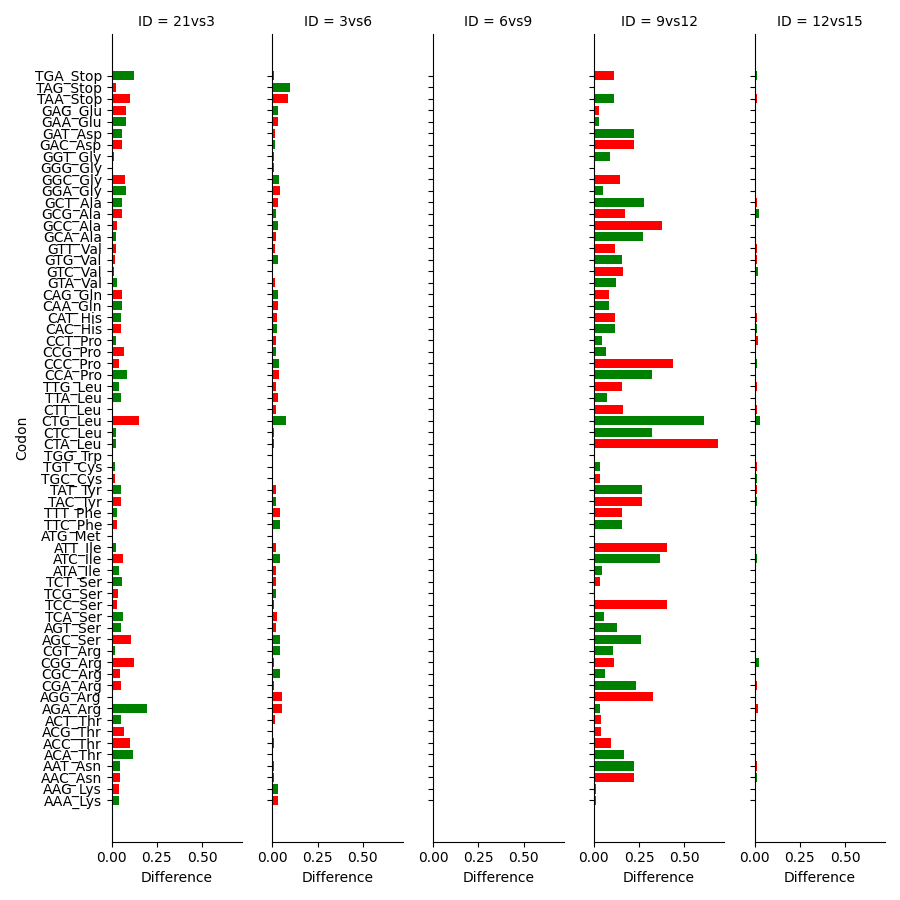 ID = 21vs3 ID = 3vs6 ID = 6vs9 ID = 9vs12 ID = 12vs15
TGA_Stop
TAG_Stop
TAA_Stop
GAG_Glu
GAA_Glu
GAT_Asp
GAC_Asp
GGT_Gly
GGG_Gly
GGC_Gly
GGA_Gly
GCT_Ala
GCG_Ala
GCC_Ala
GCA_Ala
GTT_Val
GTG_Val
GTC_Val
GTA_Val
CAG_Gln
CAA_Gln
CAT_His
CAC_His
CCT_Pro
CCG_Pro
CCC_Pro
CCA_Pro
TTG_Leu
TTA_Leu
CTT_Leu
CTG_Leu
CTC_Leu
CTA_Leu
TGG_Trp
TGT_Cys
TGC_Cys
TAT_Tyr
TAC_Tyr
TTT_Phe
TTC_Phe
ATG_Met
ATT_Ile
ATC_Ile
ATA_Ile
TCT_Ser
TCG_Ser
TCC_Ser
TCA_Ser
AGT_Ser
AGC_Ser
CGT_Arg
CGG_Arg
CGC_Arg
CGA_Arg
AGG_Arg
AGA_Arg
ACT_Thr
ACG_Thr
ACC_Thr
ACA_Thr
AAT_Asn
AAC_Asn
AAG_Lys
AAA_Lys
Codon
0.00 0.25 0.50 0.00 0.25 0.50 0.00 0.25 0.50 0.00 0.25 0.50 0.00 0.25 0.50
Difference Difference Difference Difference Difference